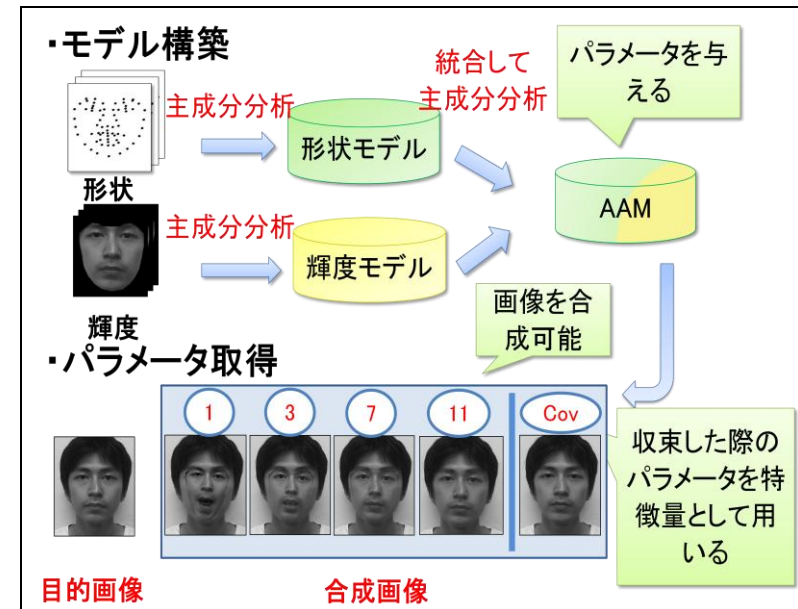 ・モデル構築
統合して
主成分分析
パラメータを与
える
主成分分析
形状モデル
形状
AAM
主成分分析
輝度モデル
輝度
画像を合
成可能
・パラメータ取得
1
3
7
11
Cov
収束した際の
パラメータを特
徴量として用
いる
目的画像
合成画像